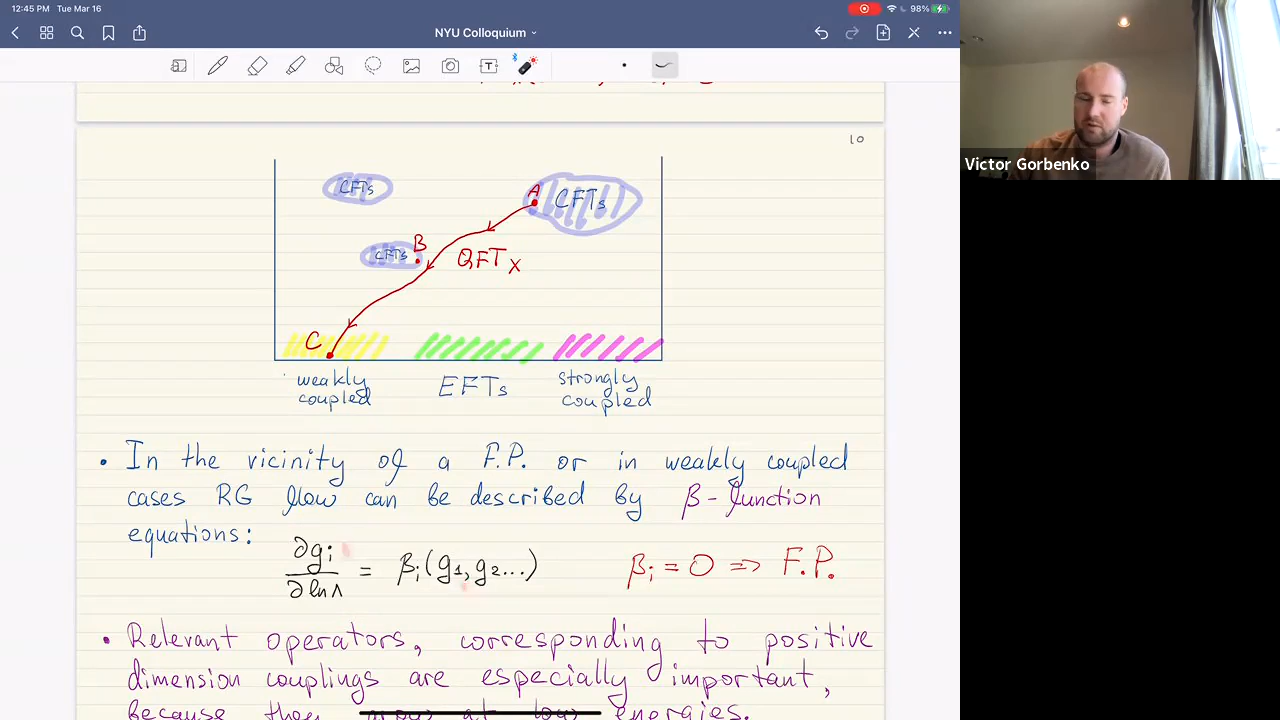 12:45 PM Tue Mar 16
98%
NYU Colloquium
T
Victor Gorbenko
10
CFTs
A
CFTs
CFTs
B
QFT x
C
weakly coupled
EFTs
strongly coupled
• In the vicinity of a F.P. or in weakly coupled
cases RG flow can be described by β-function
equations:
∂gi/∂lnΛ = βi(g1, g2...)
βi = 0 => F.P.
• Relevant operators, corresponding to positive
dimension couplings are especially important,
because they grow at low energies.